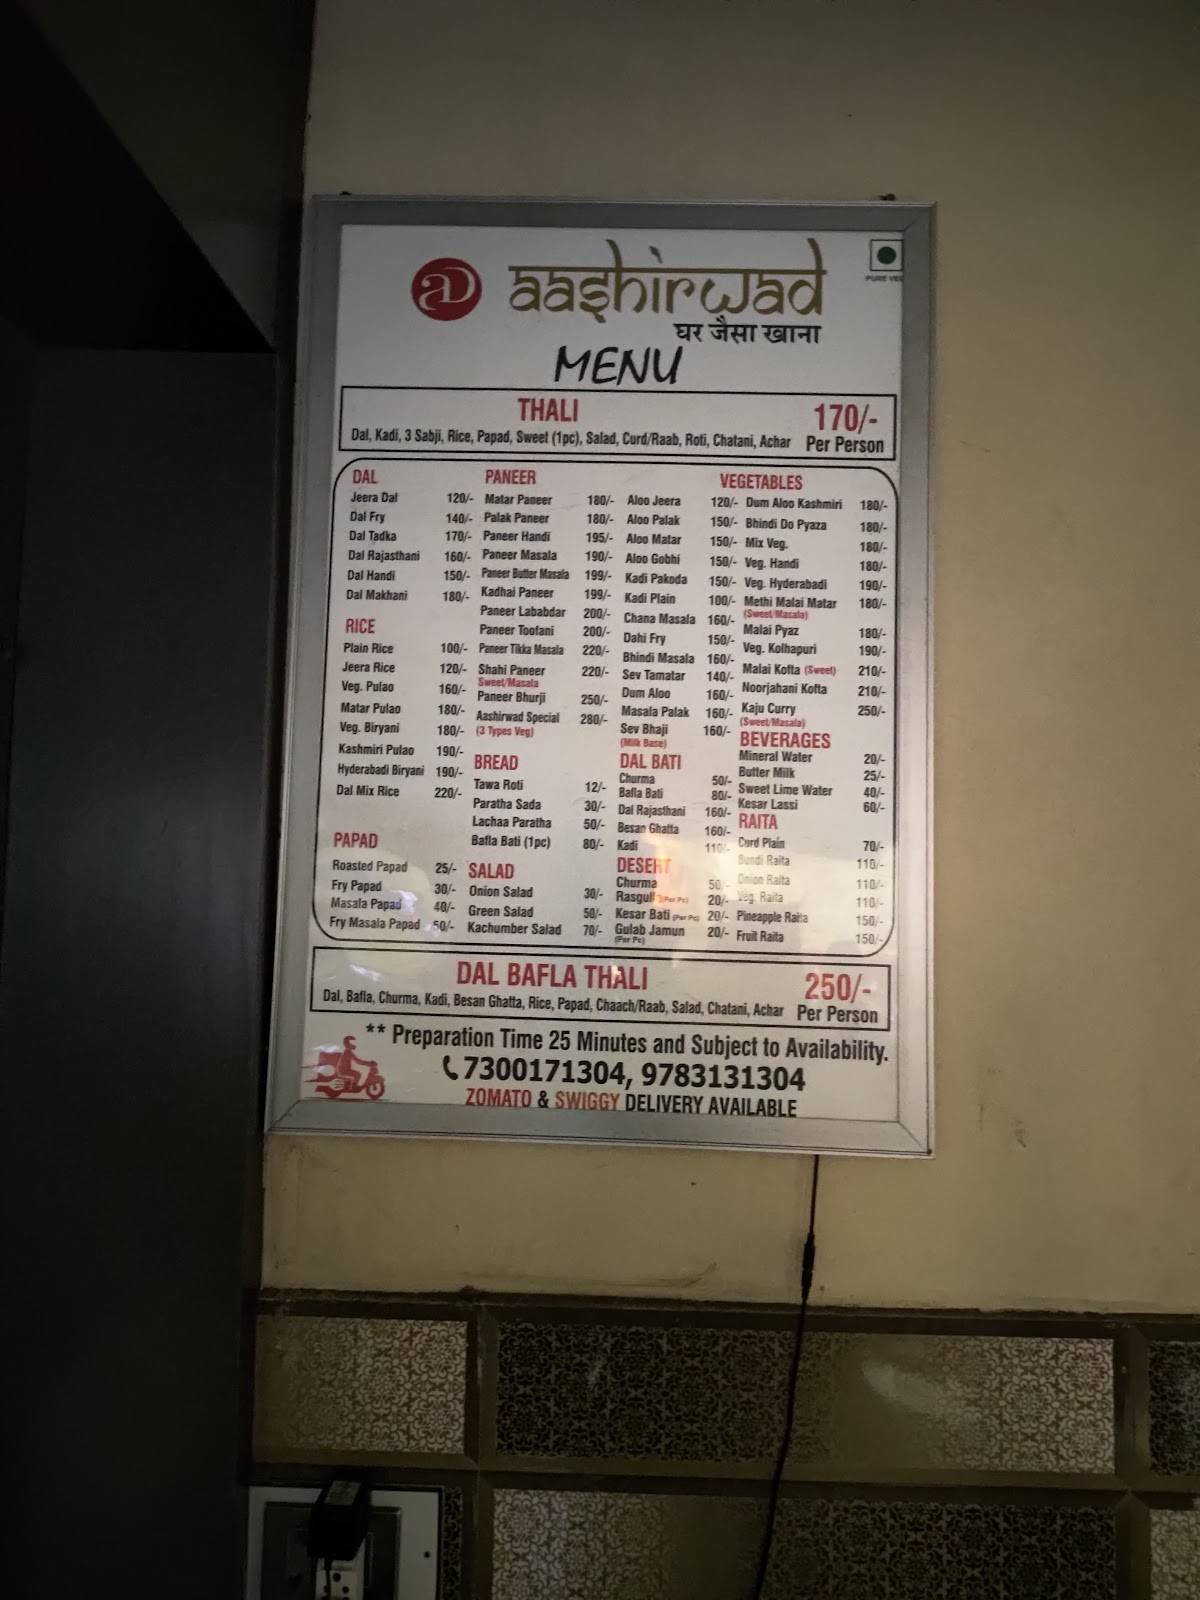 aD aashirwad
PURE VEG
घर जैसा खाना
MENU
THALI 170/-
Dal, Kadi, 3 Sabji, Rice, Papad, Sweet (1pc), Salad, Curd/Raab, Roti, Chatani, Achar Per Person
DAL
Jeera Dal 120/-
Dal Fry 140/-
Dal Tadka 170/-
Dal Rajasthani 160/-
Dal Handi 150/-
Dal Makhani 180/-
RICE
Plain Rice 100/-
Jeera Rice 120/-
Veg. Pulao 160/-
Matar Pulao 180/-
Veg. Biryani 180/-
Kashmiri Pulao 190/-
Hyderabadi Biryani 190/-
Dal Mix Rice 220/-
PAPAD
Roasted Papad 25/-
Fry Papad 30/-
Masala Papad 40/-
Fry Masala Papad 50/-
PANEER
Matar Paneer 180/-
Palak Paneer 180/-
Paneer Handi 195/-
Paneer Masala 190/-
Paneer Butter Masala 199/-
Kadhai Paneer 199/-
Paneer Lababdar 200/-
Paneer Toofani 200/-
Paneer Tikka Masala 220/-
Shahi Paneer 220/-
Sweet/Masala
Paneer Bhurji 250/-
Aashirwad Special 280/-
(3 Types Veg)
BREAD
Tawa Roti 12/-
Paratha Sada 30/-
Lachaa Paratha 50/-
Bafla Bati (1pc) 80/-
SALAD
Onion Salad 30/-
Green Salad 50/-
Kachumber Salad 70/-
VEGETABLES
Aloo Jeera 120/-
Aloo Palak 150/-
Aloo Matar 150/-
Aloo Gobhi 150/-
Kadi Pakoda 150/-
Kadi Plain 100/-
Chana Masala 160/-
Dahi Fry 150/-
Bhindi Masala 160/-
Sev Tamatar 140/-
Dum Aloo 160/-
Masala Palak 160/-
Sev Bhaji 160/-
(Milk Base)
DAL BATI
Churma 50/-
Bafla Bati 80/-
Dal Rajasthani 160/-
Besan Ghatta 160/-
Kadi 110/-
DESERT
Churma 50/-
Rasgull (Per Pc) 20/-
Kesar Bati (Per Pc) 20/-
Gulab Jamun 20/-
(Per Pc)
Dum Aloo Kashmiri 180/-
Bhindi Do Pyaza 180/-
Mix Veg. 180/-
Veg. Handi 180/-
Veg. Hyderabadi 190/-
Methi Malai Matar 180/-
(Sweet/Masala)
Malai Pyaz 180/-
Veg. Kolhapuri 190/-
Malai Kofta (Sweet) 210/-
Noorjahani Kofta 210/-
Kaju Curry 250/-
(Sweet/Masala)
BEVERAGES
Mineral Water 20/-
Butter Milk 25/-
Sweet Lime Water 40/-
Kesar Lassi 60/-
RAITA
Curd Plain 70/-
Bundi Raita 110/-
Onion Raita 110/-
Veg. Raita 110/-
Pineapple Raita 150/-
Fruit Raita 150/-
DAL BAFLA THALI 250/-
Dal, Bafla, Churma, Kadi, Besan Ghatta, Rice, Papad, Chaach/Raab, Salad, Chatani, Achar Per Person
** Preparation Time 25 Minutes and Subject to Availability.
7300171304, 9783131304
ZOMATO & SWIGGY DELIVERY AVAILABLE